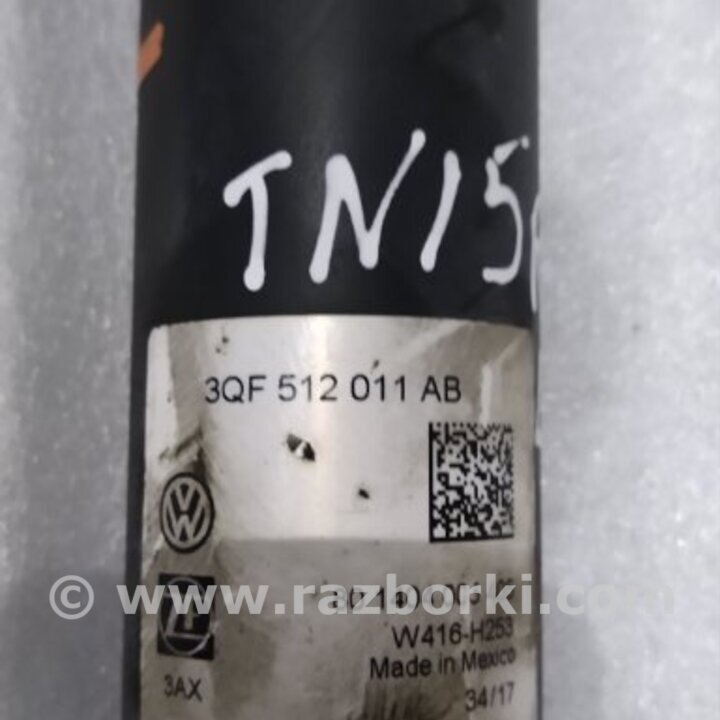 TN15
3QF 512 011 AB
© www.razborki.com
W416-H253
Made in Mexico
3AX
34/17